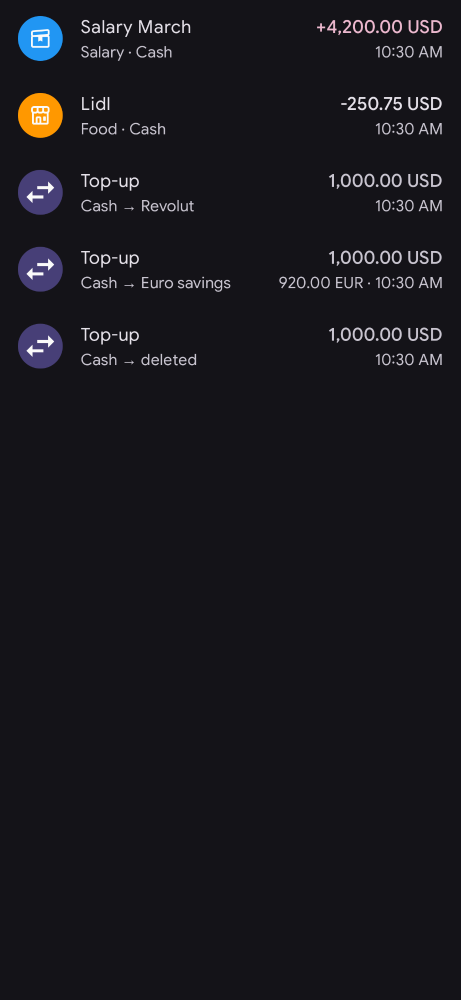 Salary March +4,200.00 USD
Salary · Cash 10:30 AM
Lidl -250.75 USD
Food · Cash 10:30 AM
Top-up 1,000.00 USD
Cash → Revolut 10:30 AM
Top-up 1,000.00 USD
Cash → Euro savings 920.00 EUR · 10:30 AM
Top-up 1,000.00 USD
Cash → deleted 10:30 AM